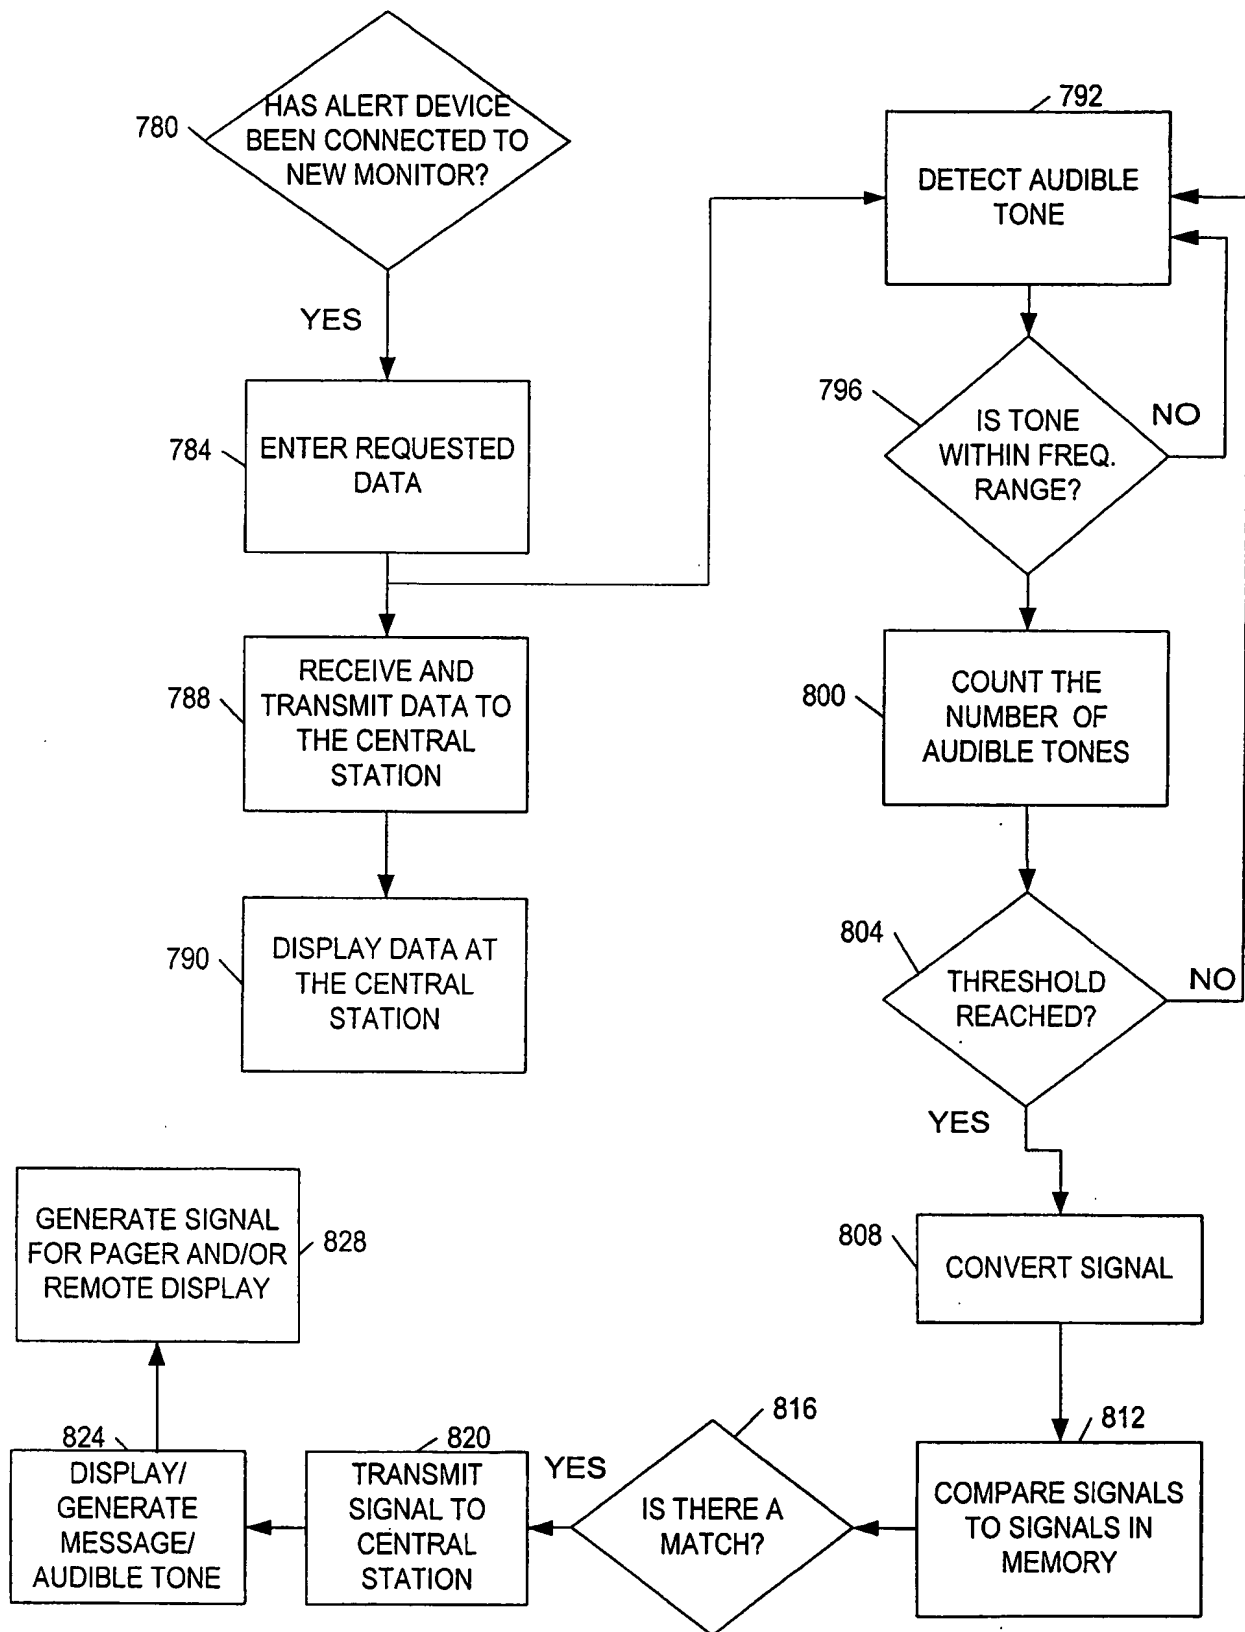 780
HAS ALERT DEVICE
BEEN CONNECTED TO
NEW MONITOR?
YES
784
ENTER REQUESTED
DATA
788
RECEIVE AND
TRANSMIT DATA TO
THE CENTRAL
STATION
790
DISPLAY DATA AT
THE CENTRAL
STATION
792
DETECT AUDIBLE
TONE
796
IS TONE
WITHIN FREQ.
RANGE?
NO
800
COUNT THE
NUMBER OF
AUDIBLE TONES
804
THRESHOLD
REACHED?
NO
YES
808
CONVERT SIGNAL
812
COMPARE SIGNALS
TO SIGNALS IN
MEMORY
816
IS THERE A
MATCH?
YES
820
TRANSMIT
SIGNAL TO
CENTRAL
STATION
824
DISPLAY/
GENERATE
MESSAGE/
AUDIBLE TONE
828
GENERATE SIGNAL
FOR PAGER AND/OR
REMOTE DISPLAY